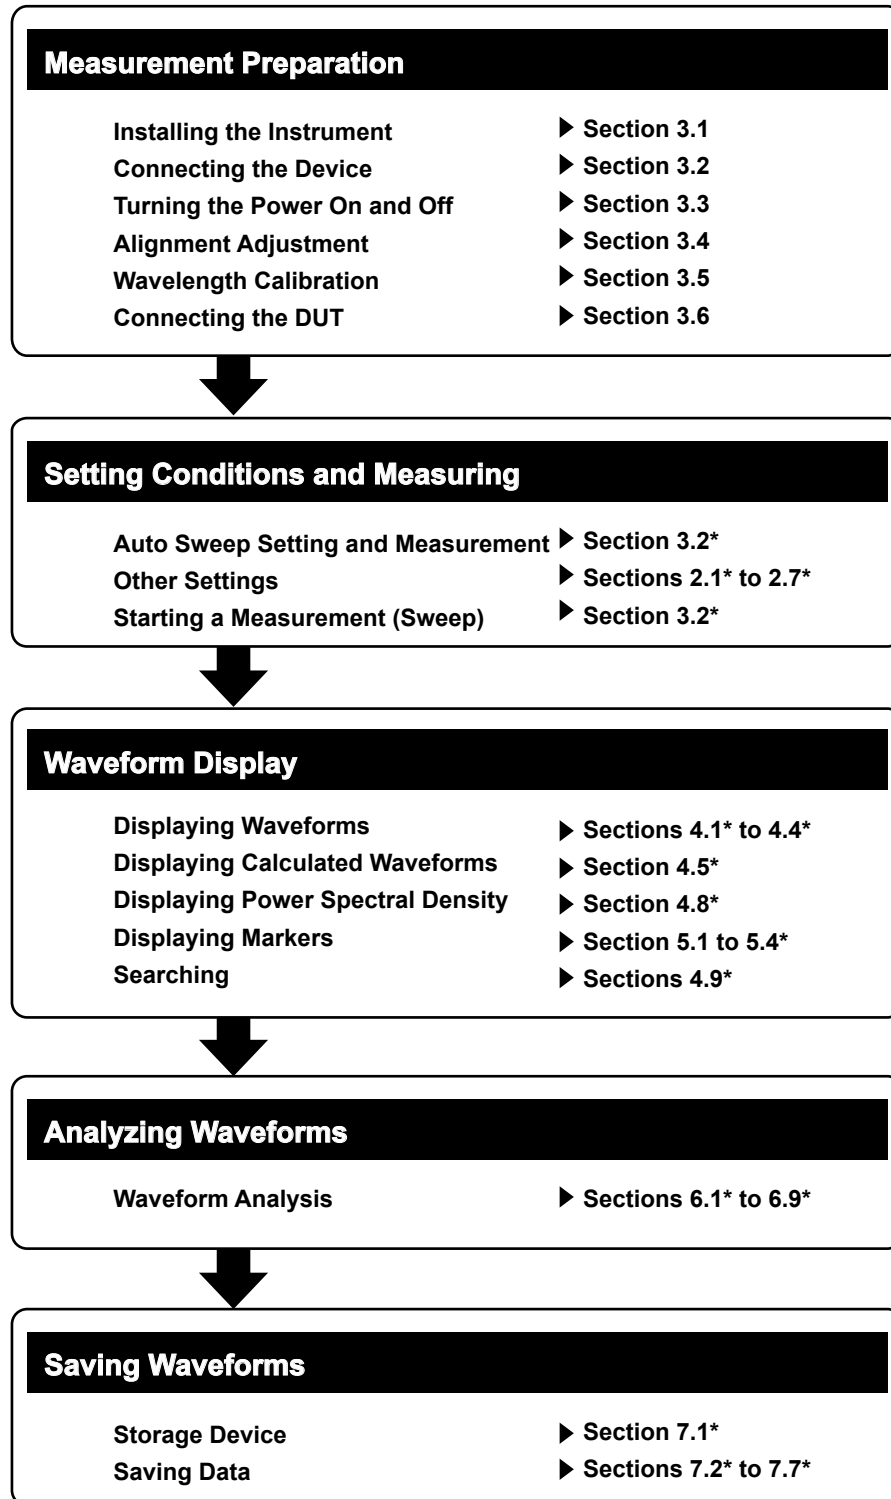 Measurement Preparation
Installing the Instrument ▶ Section 3.1
Connecting the Device ▶ Section 3.2
Turning the Power On and Off ▶ Section 3.3
Alignment Adjustment ▶ Section 3.4
Wavelength Calibration ▶ Section 3.5
Connecting the DUT ▶ Section 3.6
Setting Conditions and Measuring
Auto Sweep Setting and Measurement ▶ Section 3.2*
Other Settings ▶ Sections 2.1* to 2.7*
Starting a Measurement (Sweep) ▶ Section 3.2*
Waveform Display
Displaying Waveforms ▶ Sections 4.1* to 4.4*
Displaying Calculated Waveforms ▶ Section 4.5*
Displaying Power Spectral Density ▶ Section 4.8*
Displaying Markers ▶ Section 5.1 to 5.4*
Searching ▶ Sections 4.9*
Analyzing Waveforms
Waveform Analysis ▶ Sections 6.1* to 6.9*
Saving Waveforms
Storage Device ▶ Section 7.1*
Saving Data ▶ Sections 7.2* to 7.7*